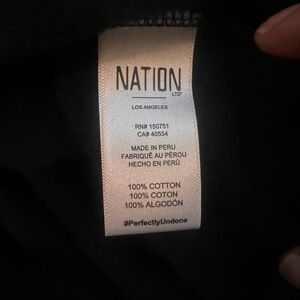 NATION
LTD
LOS ANGELES
RN# 150751
CA# 40554
MADE IN PERU
FABRIQUÉ AU PÉROU
HECHO EN PERÚ
100% COTTON
100% COTON
100% ALGODÓN
#PerfectlyUndone